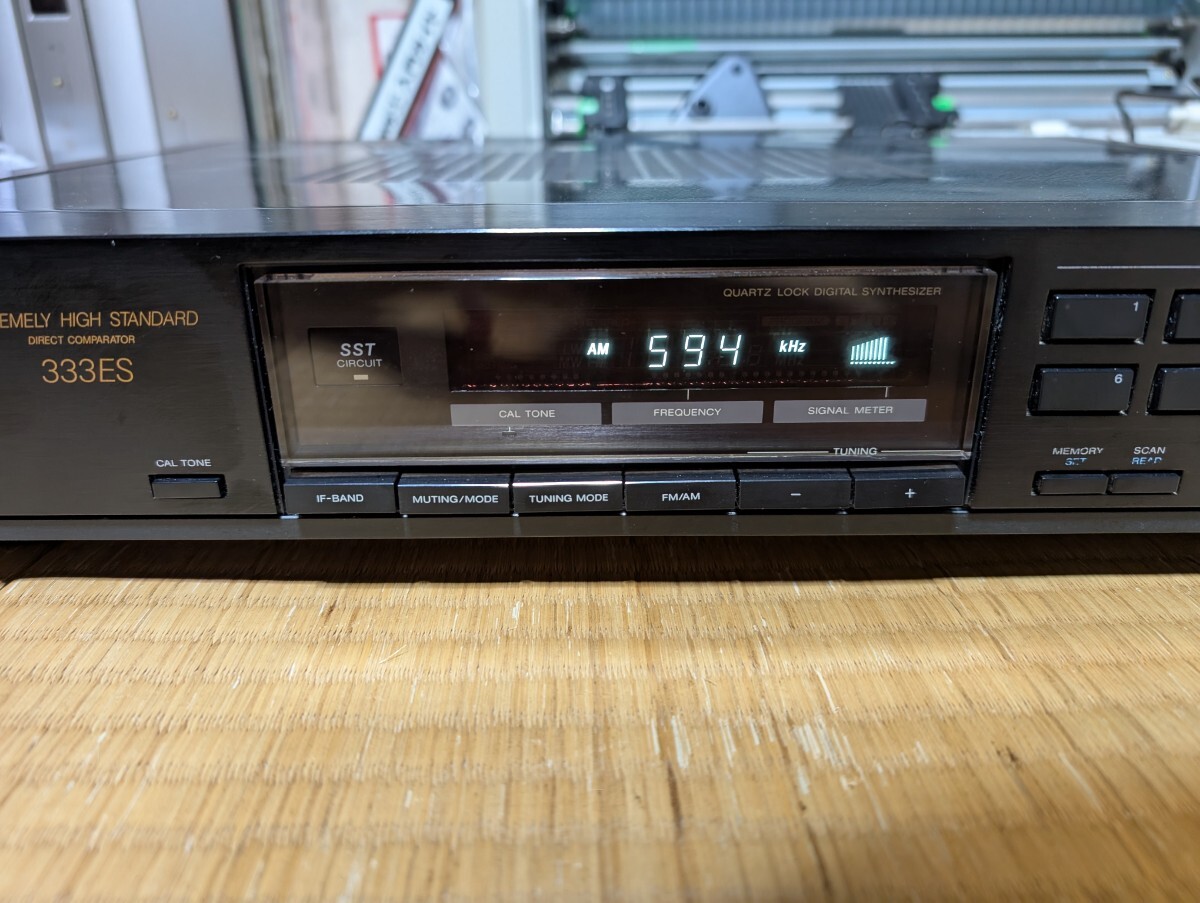 EMELY HIGH STANDARD
DIRECT COMPARATOR
333ES
CAL TONE
QUARTZ LOCK DIGITAL SYNTHESIZER
SST
CIRCUIT
AM 594 kHz
CAL TONE FREQUENCY SIGNAL METER
TUNING
IF-BAND MUTING/MODE TUNING MODE FM/AM − +
1
6
MEMORY SCAN
SET READ